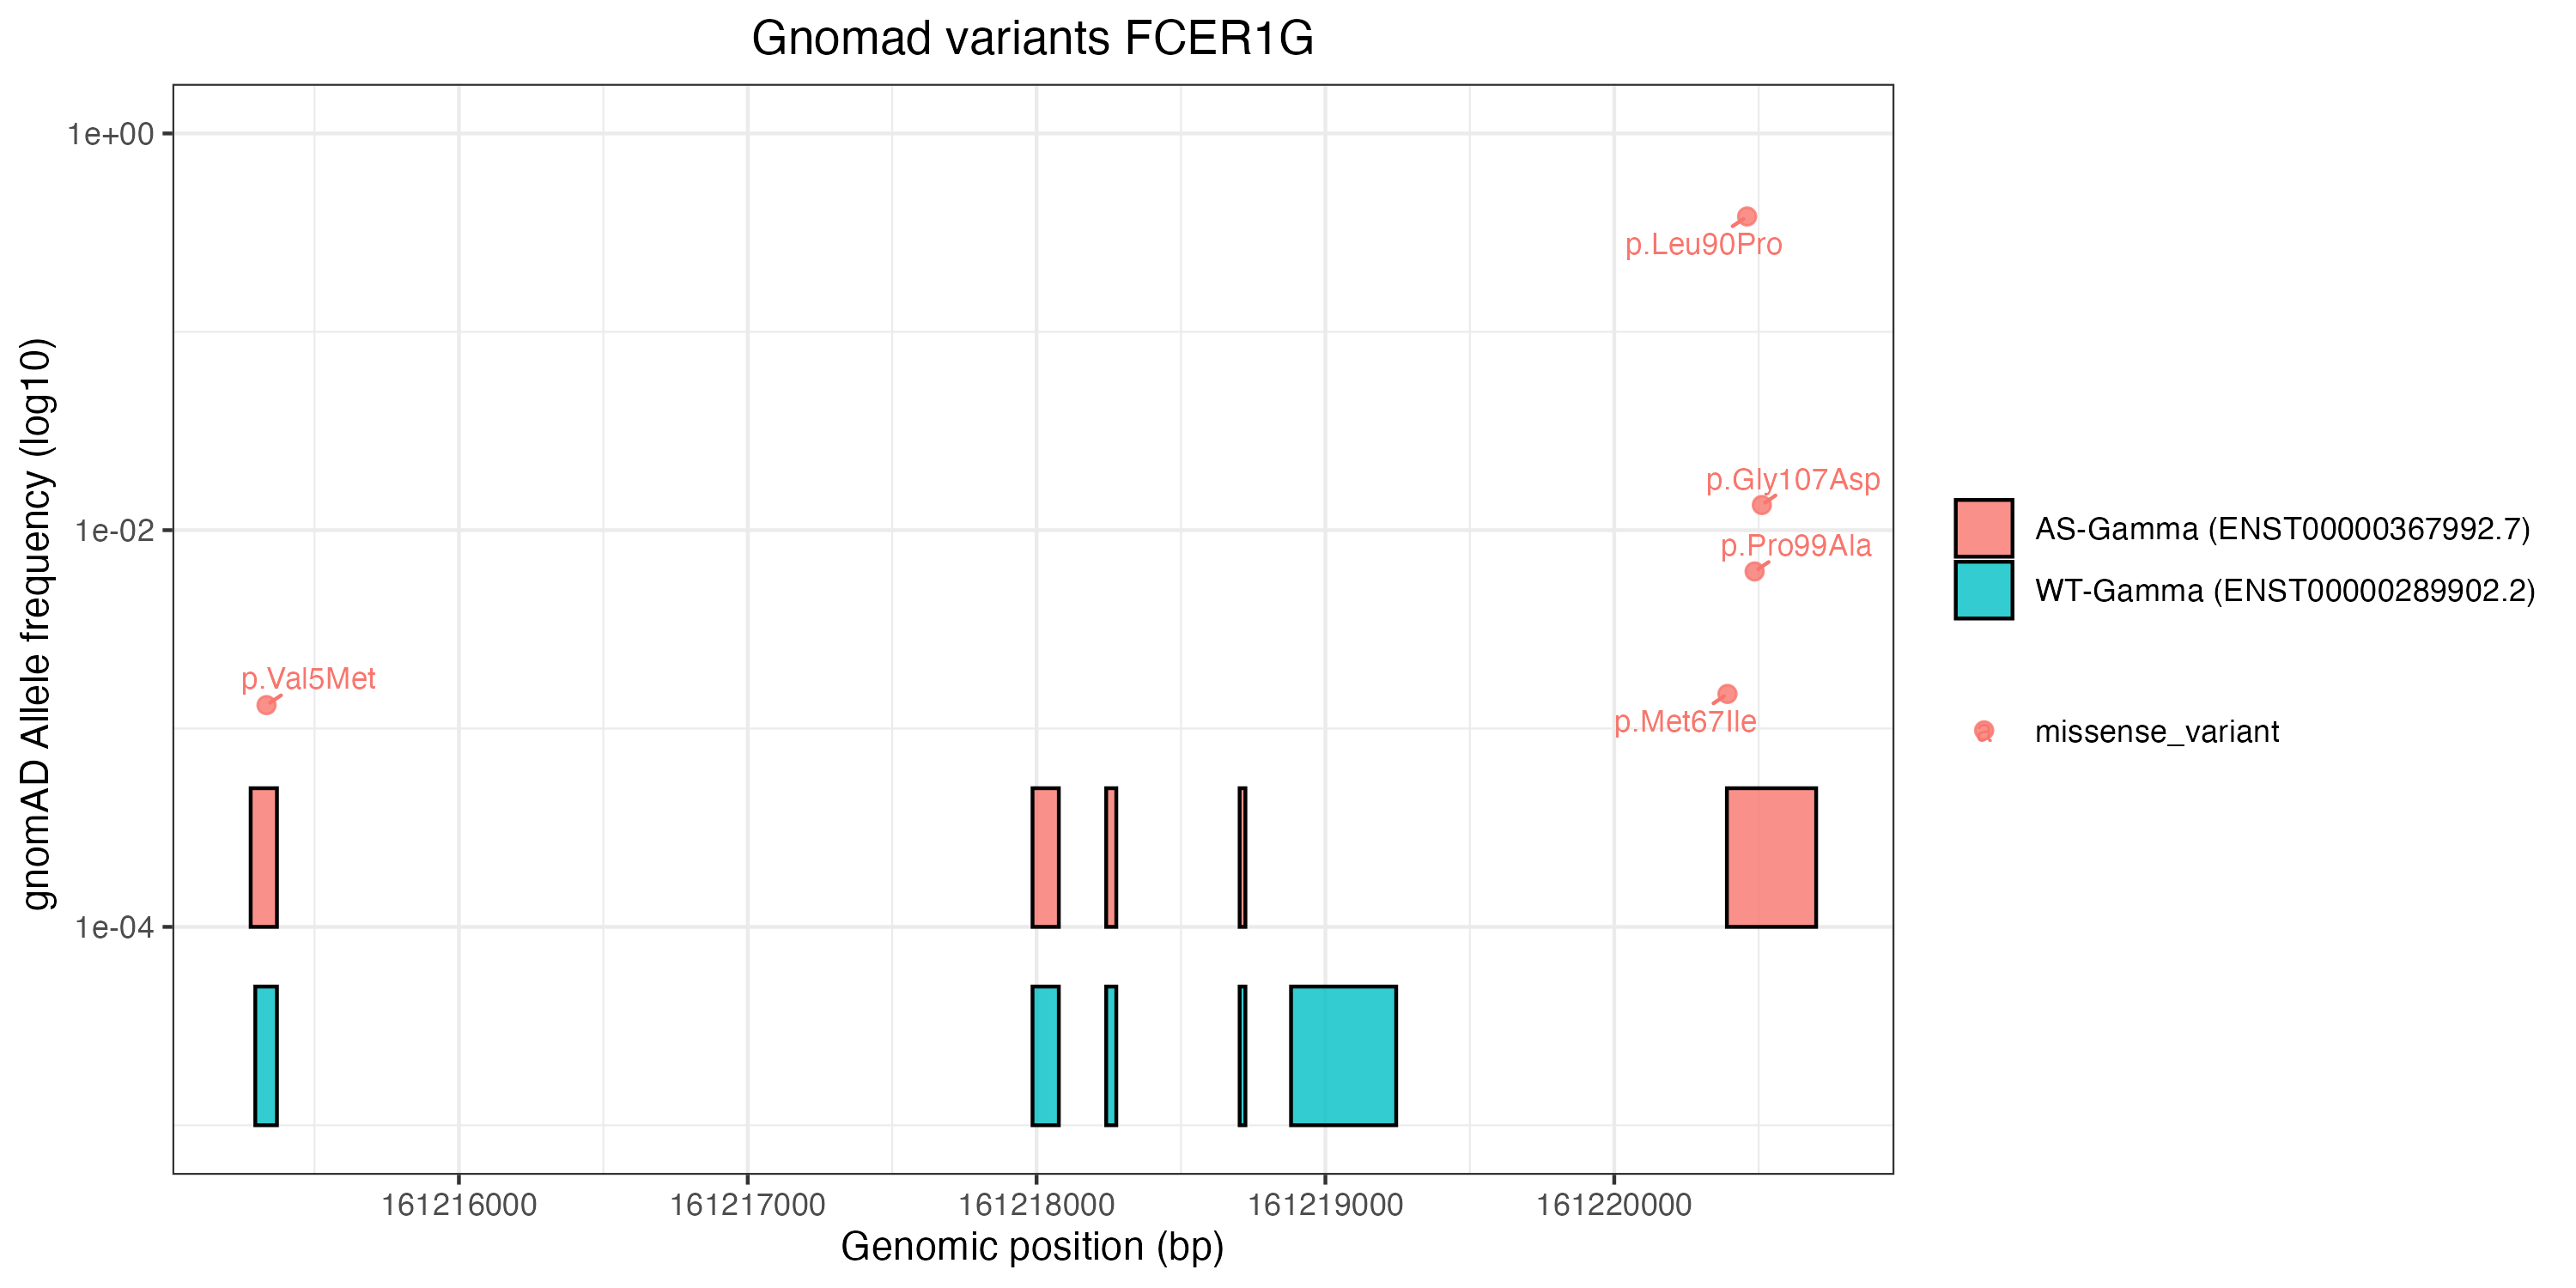 Gnomad variants FCER1G
gnomAD Allele frequency (log10)
1e+00
1e-02
1e-04
p.Leu90Pro
p.Gly107Asp
p.Pro99Ala
p.Val5Met
p.Met67Ile
161216000
161217000
161218000
161219000
161220000
Genomic position (bp)
AS-Gamma (ENST00000367992.7)
WT-Gamma (ENST00000289902.2)
a
missense_variant